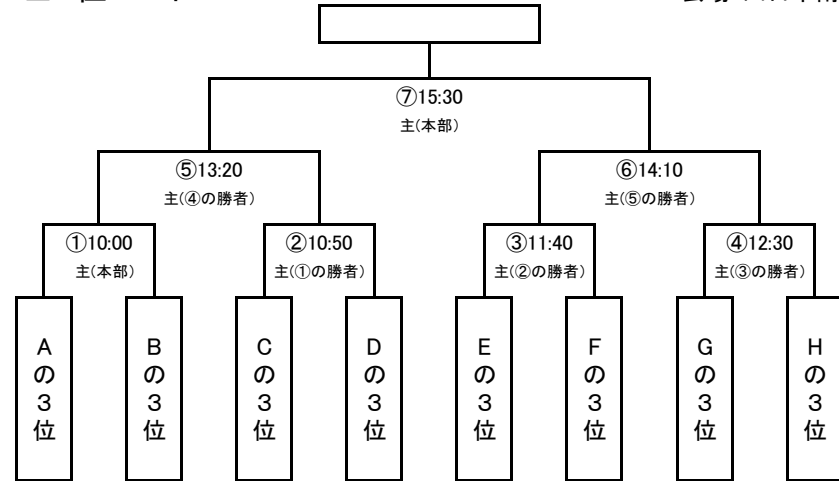 ⑦15:30
主(本部)
⑤13:20
主(④の勝者)
⑥14:10
主(⑤の勝者)
①10:00
主(本部)
②10:50
主(①の勝者)
③11:40
主(②の勝者)
④12:30
主(③の勝者)
Aの3位
Bの3位
Cの3位
Dの3位
Eの3位
Fの3位
Gの3位
Hの3位